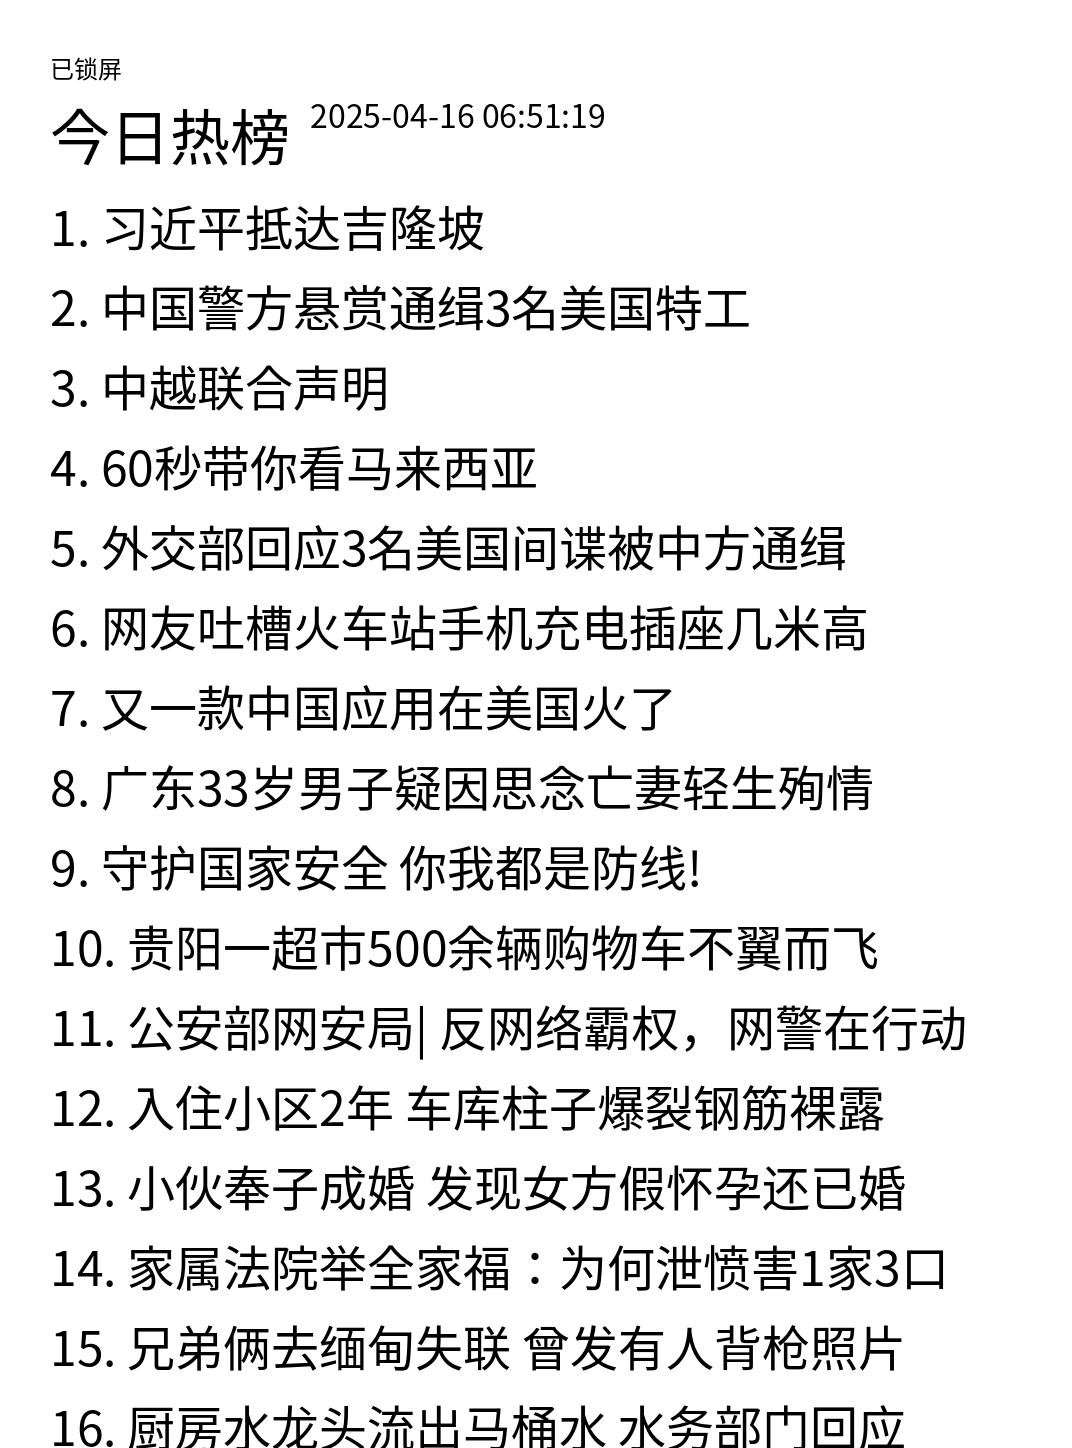 已锁屏
今日热榜 2025-04-16 06:51:19
1. 习近平抵达吉隆坡
2. 中国警方悬赏通缉3名美国特工
3. 中越联合声明
4. 60秒带你看马来西亚
5. 外交部回应3名美国间谍被中方通缉
6. 网友吐槽火车站手机充电插座几米高
7. 又一款中国应用在美国火了
8. 广东33岁男子疑因思念亡妻轻生殉情
9. 守护国家安全 你我都是防线!
10. 贵阳一超市500余辆购物车不翼而飞
11. 公安部网安局| 反网络霸权，网警在行动
12. 入住小区2年 车库柱子爆裂钢筋裸露
13. 小伙奉子成婚 发现女方假怀孕还已婚
14. 家属法院举全家福：为何泄愤害1家3口
15. 兄弟俩去缅甸失联 曾发有人背枪照片
16. 厨房水龙头流出马桶水 水务部门回应